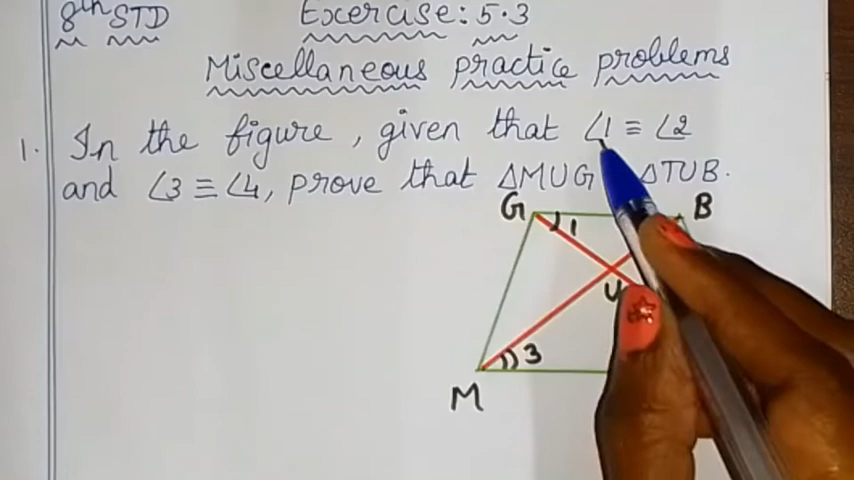 8th STD Exercise: 5.3
Miscellaneous practice problems
1. In the figure, given that ∠1 ≡ ∠2
and ∠3 ≡ ∠4, prove that ΔMUG ΔTUB.
G B
1
U
3
M